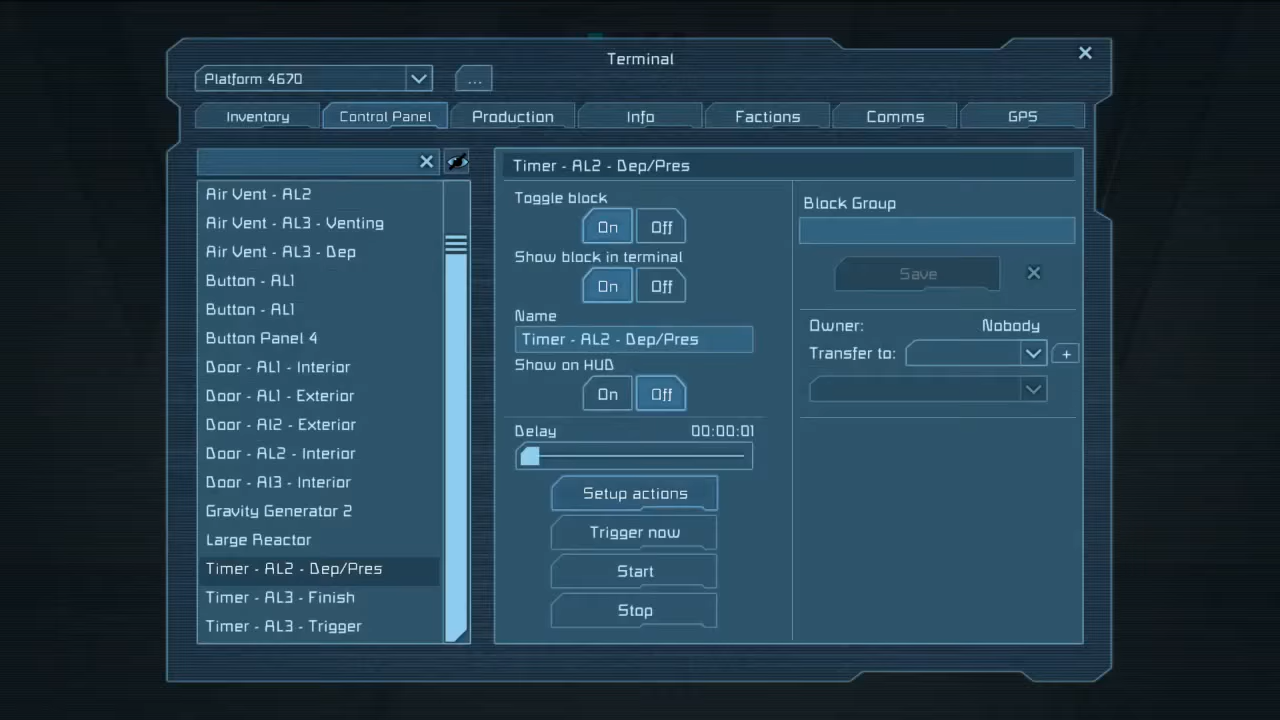 Terminal
Platform 4670
...
Inventory
Control Panel
Production
Info
Factions
Comms
GPS
Air Vent - AL2
Air Vent - AL3 - Venting
Air Vent - AL3 - Dep
Button - AL1
Button - AL1
Button Panel 4
Door - AL1 - Interior
Door - AL1 - Exterior
Door - Al2 - Exterior
Door - AL2 - Interior
Door - Al3 - Interior
Gravity Generator 2
Large Reactor
Timer - AL2 - Dep/Pres
Timer - AL3 - Finish
Timer - AL3 - Trigger
Timer - AL2 - Dep/Pres
Toggle block
On Off
Show block in terminal
On Off
Name
Timer - AL2 - Dep/Pres
Show on HUD
On Off
Delay 00:00:01
Setup actions
Trigger now
Start
Stop
Block Group
Save
Owner: Nobody
Transfer to:
+